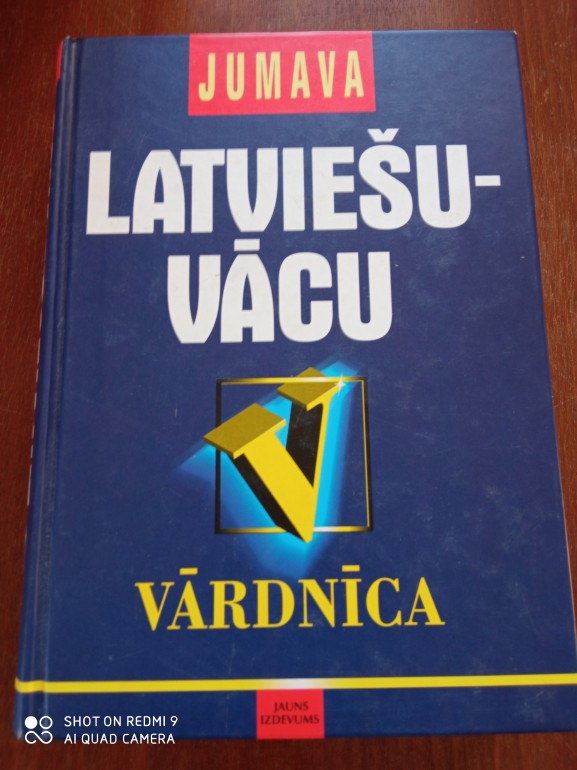 JUMAVA
LATVIEŠU-
VĀCU
V
VĀRDNĪCA
JAUNS
IZDEVUMS
SHOT ON REDMI 9
AI QUAD CAMERA